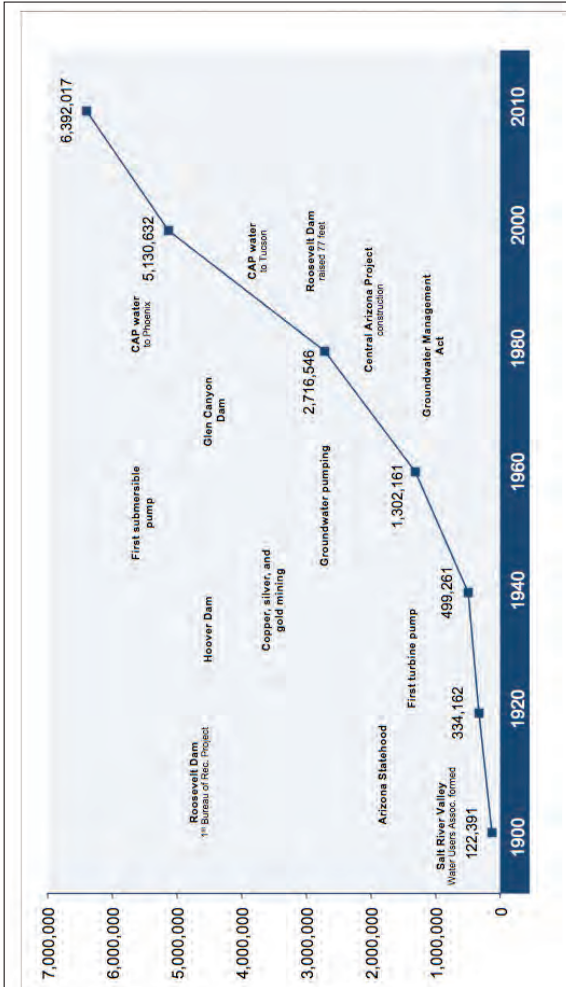 7,000,000
6,000,000
5,000,000
4,000,000
3,000,000
2,000,000
1,000,000
0
Roosevelt Dam
1st Bureau of Rec. Project
Arizona Statehood
Salt River Valley
Water Users Assoc. formed
122,391
334,162
First turbine pump
Hoover Dam
Copper, silver, and
gold mining
499,261
First submersible
pump
Groundwater pumping
1,302,161
Glen Canyon
Dam
2,716,546
Groundwater Management
Act
Central Arizona Project
construction
CAP water
to Phoenix
CAP water
to Tucson
Roosevelt Dam
raised 77 feet
5,130,632
6,392,017
1900
1920
1940
1960
1980
2000
2010